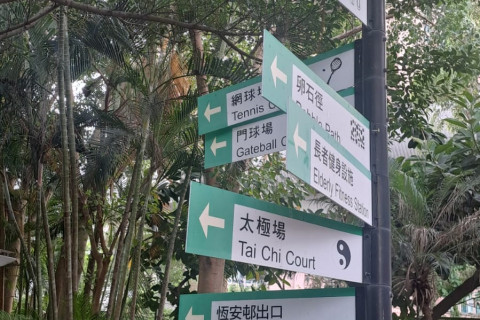 網球場
Tennis
門球場
Gateball
卵石徑
Path
長者健身設施
Elderly Fitness Station
太極場
Tai Chi Court
恆安邨出口